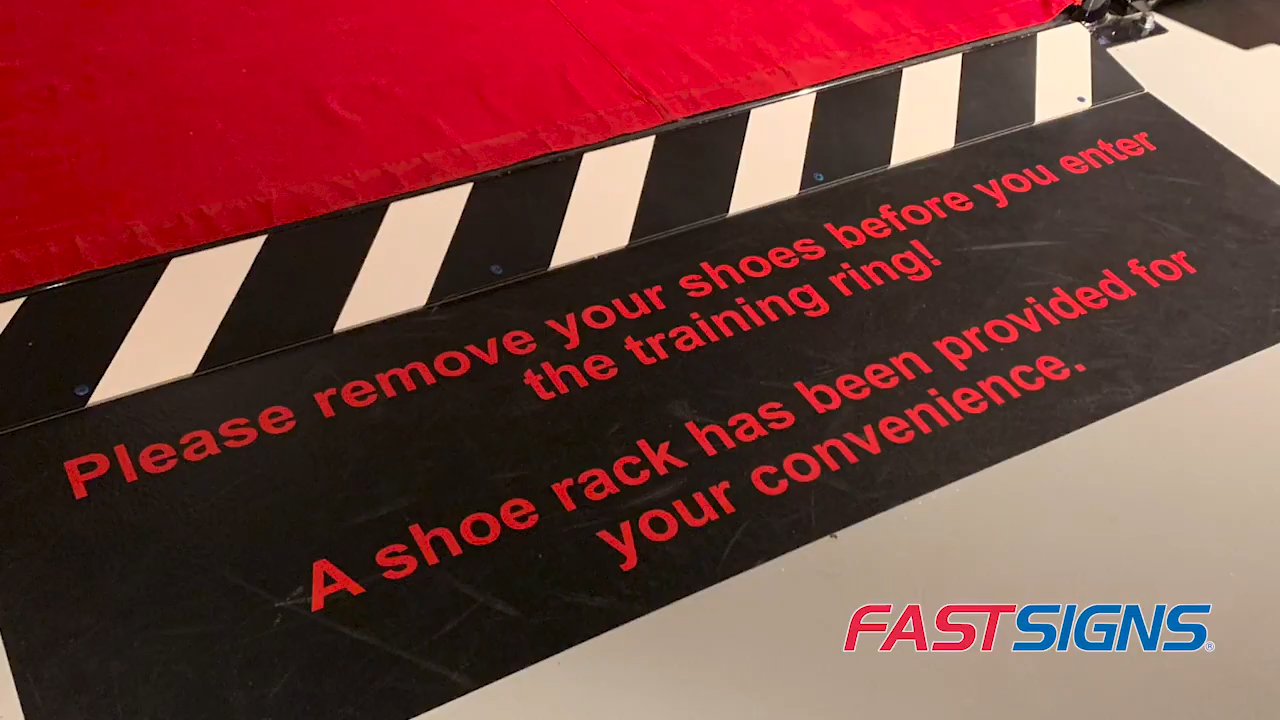 Please remove your shoes before you enter
the training ring!
A shoe rack has been provided for
your convenience.
FASTSIGNS®